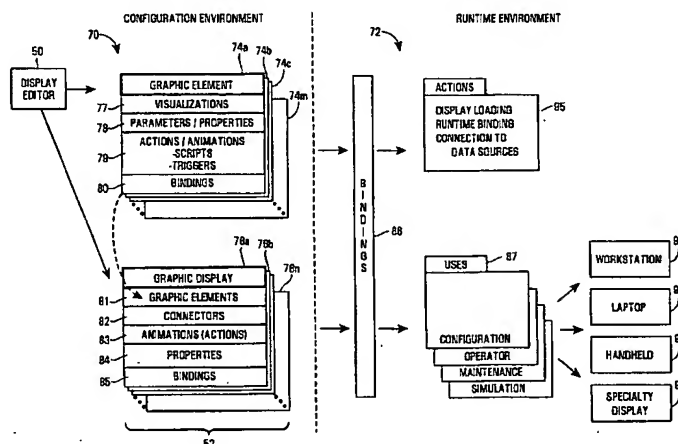 CONFIGURATION ENVIRONMENT
RUNTIME ENVIRONMENT
70
72
50
DISPLAY
EDITOR
74a
74b
74c
74m
GRAPHIC ELEMENT
77
VISUALIZATIONS
78
PARAMETERS / PROPERTIES
79
ACTIONS / ANIMATIONS
-SCRIPTS
-TRIGGERS
80
BINDINGS
76a
76b
76n
GRAPHIC DISPLAY
81
GRAPHIC ELEMENTS
82
CONNECTORS
83
ANIMATIONS (ACTIONS)
84
PROPERTIES
85
BINDINGS
BINDINGS
88
ACTIONS
DISPLAY LOADING
RUNTIME BINDING
CONNECTION TO
DATA SOURCES
USES
87
CONFIGURATION
OPERATOR
MAINTENANCE
SIMULATION
WORKSTATION
LAPTOP
HANDHELD
SPECIALTY
DISPLAY